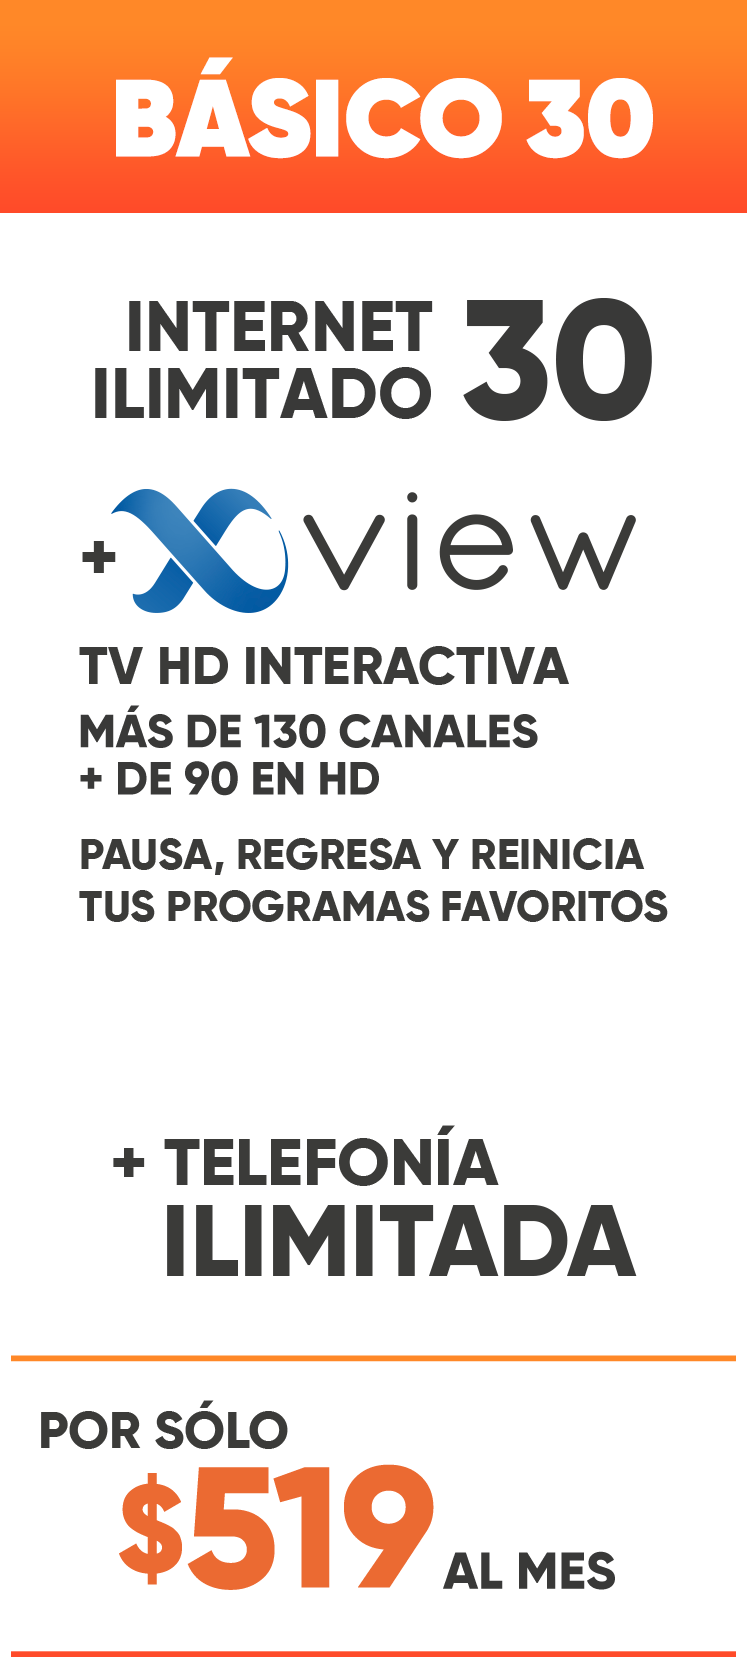 BÁSICO 30
INTERNET
ILIMITADO 30
+ Xview
TV HD INTERACTIVA
MÁS DE 130 CANALES
+ DE 90 EN HD
PAUSA, REGRESA Y REINICIA
TUS PROGRAMAS FAVORITOS
+ TELEFONÍA
ILIMITADA
POR SÓLO
$519 AL MES